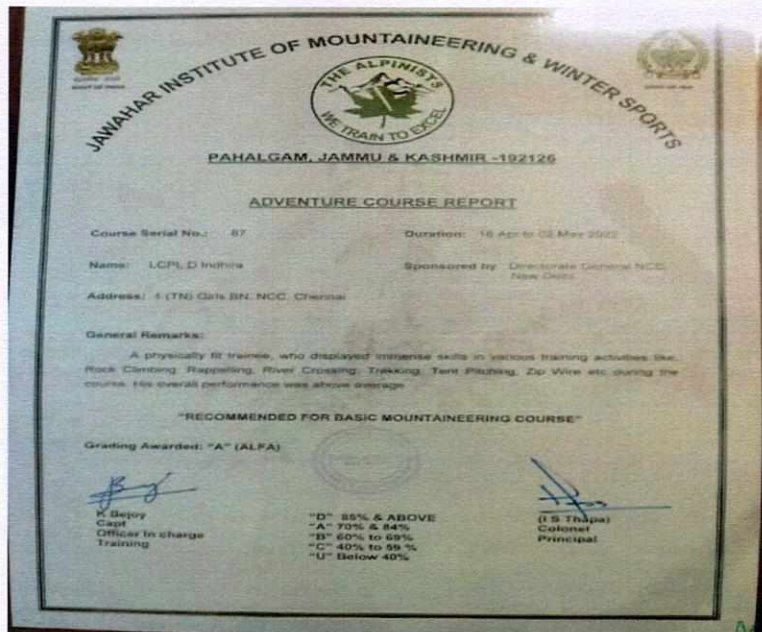 JAWAHAR INSTITUTE OF MOUNTAINEERING & WINTER SPORTS
THE ALPINISTS
WE TRAIN TO EXCEL
PAHALGAM, JAMMU & KASHMIR -192126
ADVENTURE COURSE REPORT
Course Serial No.: 87 Duration: 18 Apr to 02 May 2022
Name: LCPL D Indhira Sponsored by: Directorate General NCC,
New Delhi
Address: 1 (TN) Girls BN. NCC, Chennai
General Remarks:
A physically fit trainee, who displayed immense skills in various training activities like,
Rock Climbing, Rappelling, River Crossing, Trekking, Tent Pitching, Zip Wire etc during the
course. His overall performance was above average.
"RECOMMENDED FOR BASIC MOUNTAINEERING COURSE"
Grading Awarded: "A" (ALFA)
K Bejoy
Capt
Officer In charge
Training
"D" 85% & ABOVE
"A" 70% & 84%
"B" 60% to 69%
"C" 40% to 59 %
"U" Below 40%
(I S Thapa)
Colonel
Principal